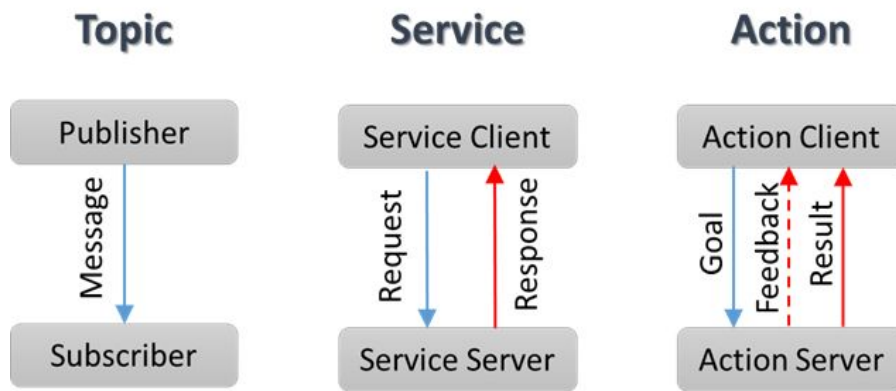 Topic
Service
Action
Publisher
Service Client
Action Client
Message
Request
Response
Goal
Feedback
Result
Subscriber
Service Server
Action Server